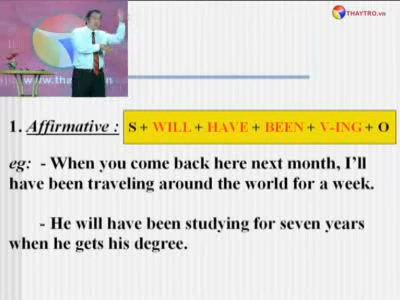 THAYTRO.vn
www.tha
1. Affirmative : S + WILL + HAVE + BEEN + V-ING + O
eg: - When you come back here next month, I'll
have been traveling around the world for a week.
- He will have been studying for seven years
when he gets his degree.